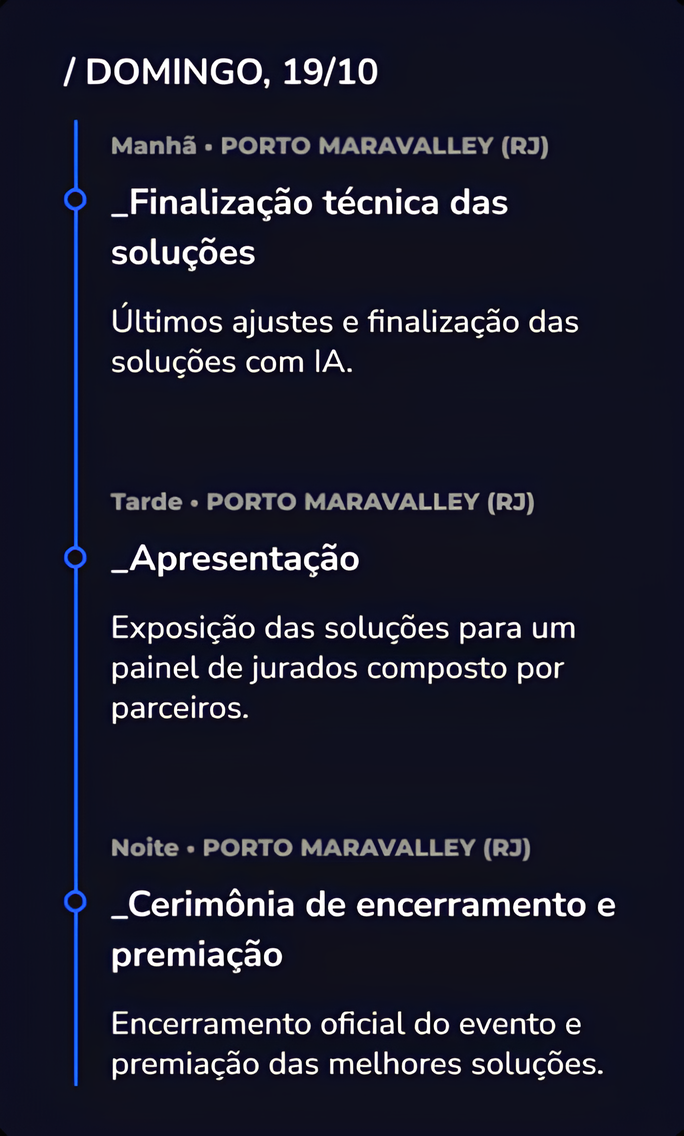 / DOMINGO, 19/10
Manhã • PORTO MARAVALLEY (RJ)
_Finalização técnica das
soluções
Últimos ajustes e finalização das
soluções com IA.
Tarde • PORTO MARAVALLEY (RJ)
_Apresentação
Exposição das soluções para um
painel de jurados composto por
parceiros.
Noite • PORTO MARAVALLEY (RJ)
_Cerimônia de encerramento e
premiação
Encerramento oficial do evento e
premiação das melhores soluções.